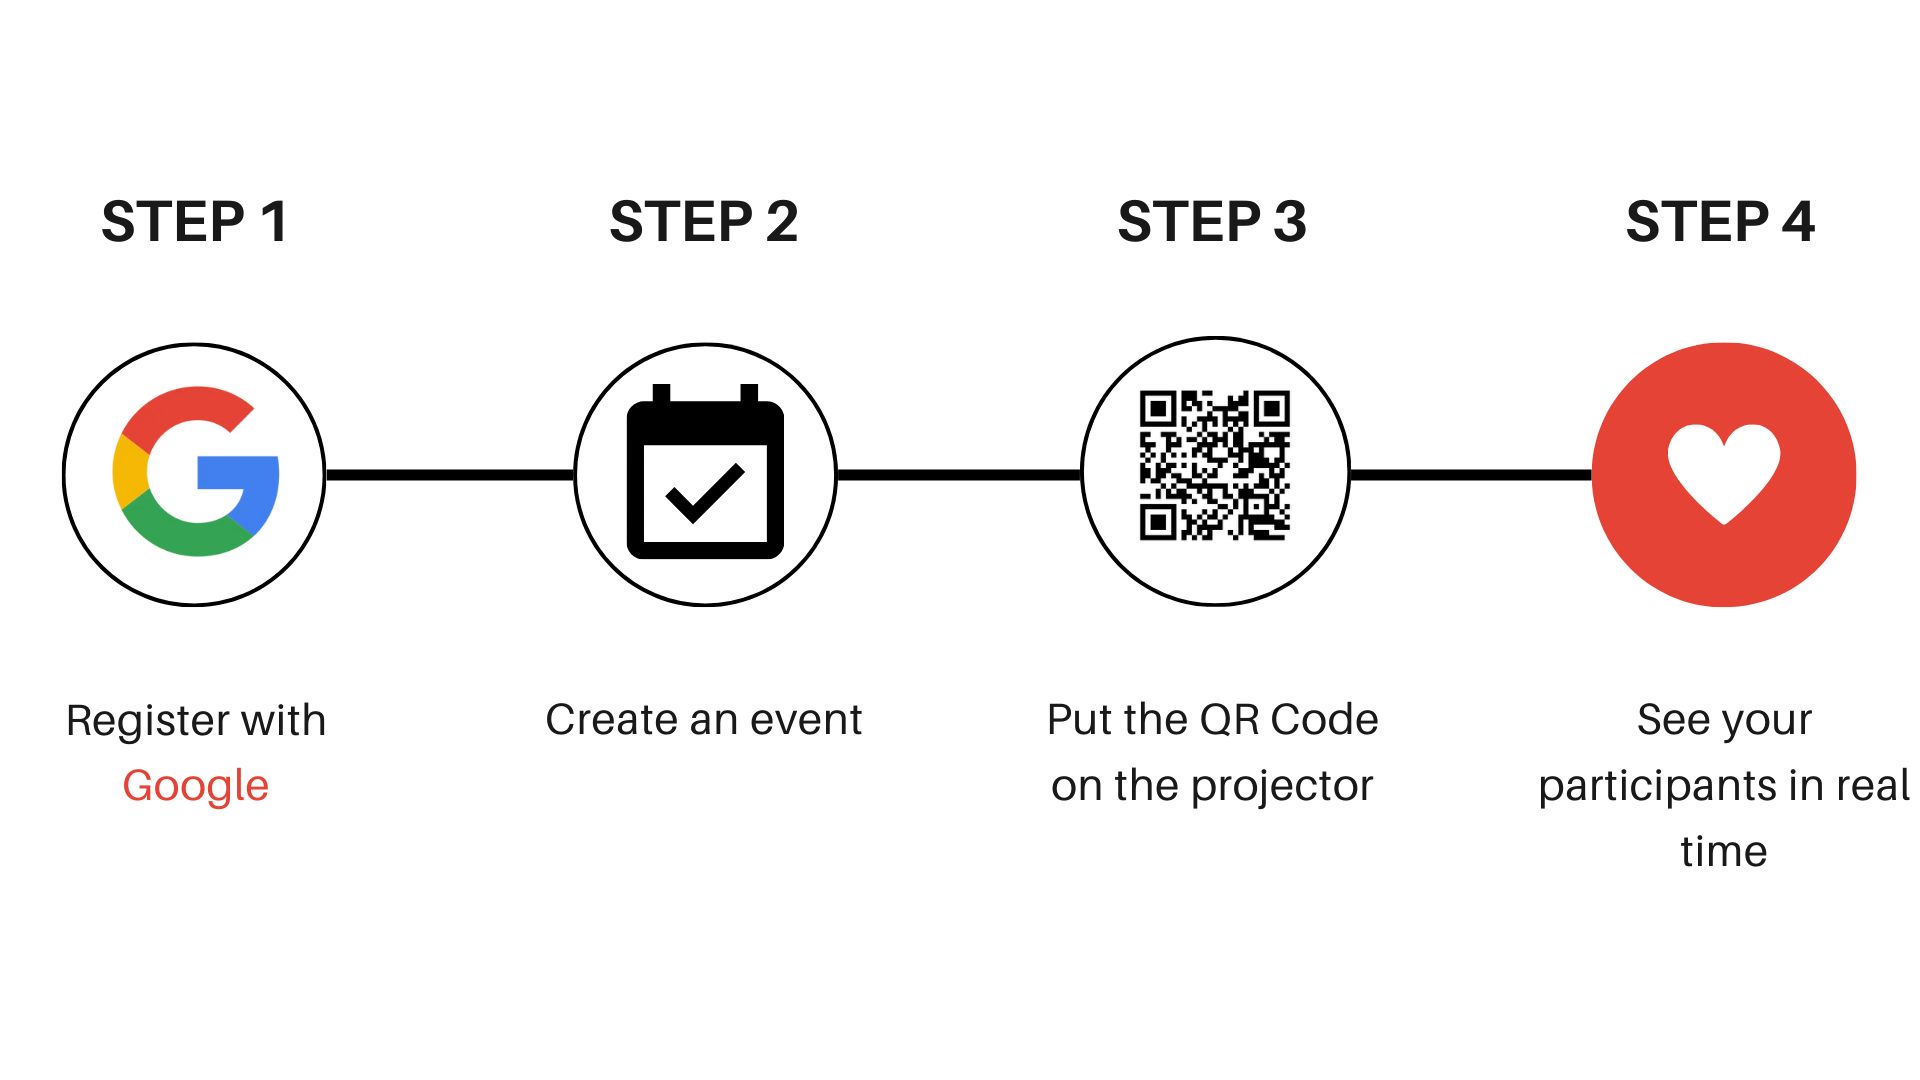 STEP 1
STEP 2
STEP 3
STEP 4
Register with
Google
Create an event
Put the QR Code
on the projector
See your
participants in real
time